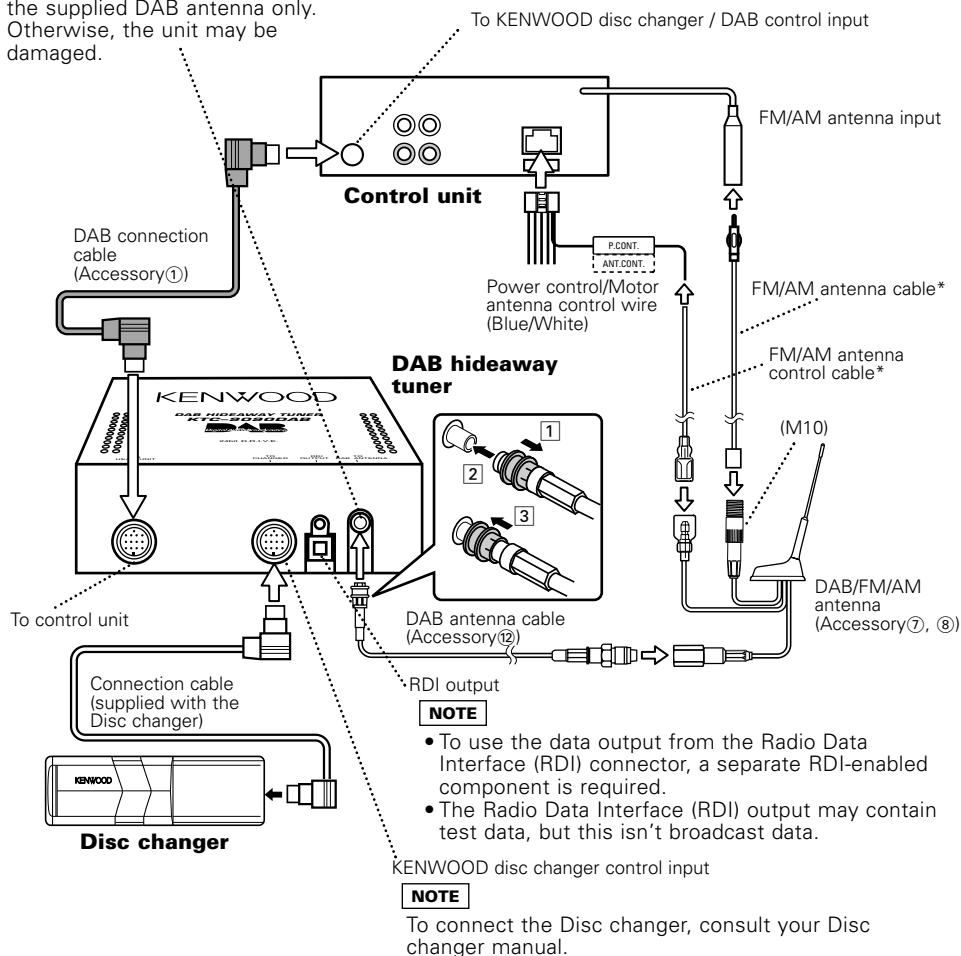 the supplied DAB antenna only.
Otherwise, the unit may be
damaged.
To KENWOOD disc changer / DAB control input
FM/AM antenna input
Control unit
DAB connection
cable
(Accessory①)
P.CONT.
ANT.CONT.
Power control/Motor
antenna control wire
(Blue/White)
FM/AM antenna cable*
FM/AM antenna
control cable*
DAB hideaway
tuner
(M10)
KENWOOD
DAB HIDEAWAY TUNER
KTC-9090DAB
DAB
TO
CHANGER
OUTPUT
1
2
3
To control unit
DAB antenna cable
(Accessory⑫)
DAB/FM/AM
antenna
(Accessory⑦, ⑧)
Connection cable
(supplied with the
Disc changer)
RDI output
NOTE
• To use the data output from the Radio Data
Interface (RDI) connector, a separate RDI-enabled
component is required.
• The Radio Data Interface (RDI) output may contain
test data, but this isn't broadcast data.
KENWOOD
Disc changer
KENWOOD disc changer control input
NOTE
To connect the Disc changer, consult your Disc
changer manual.